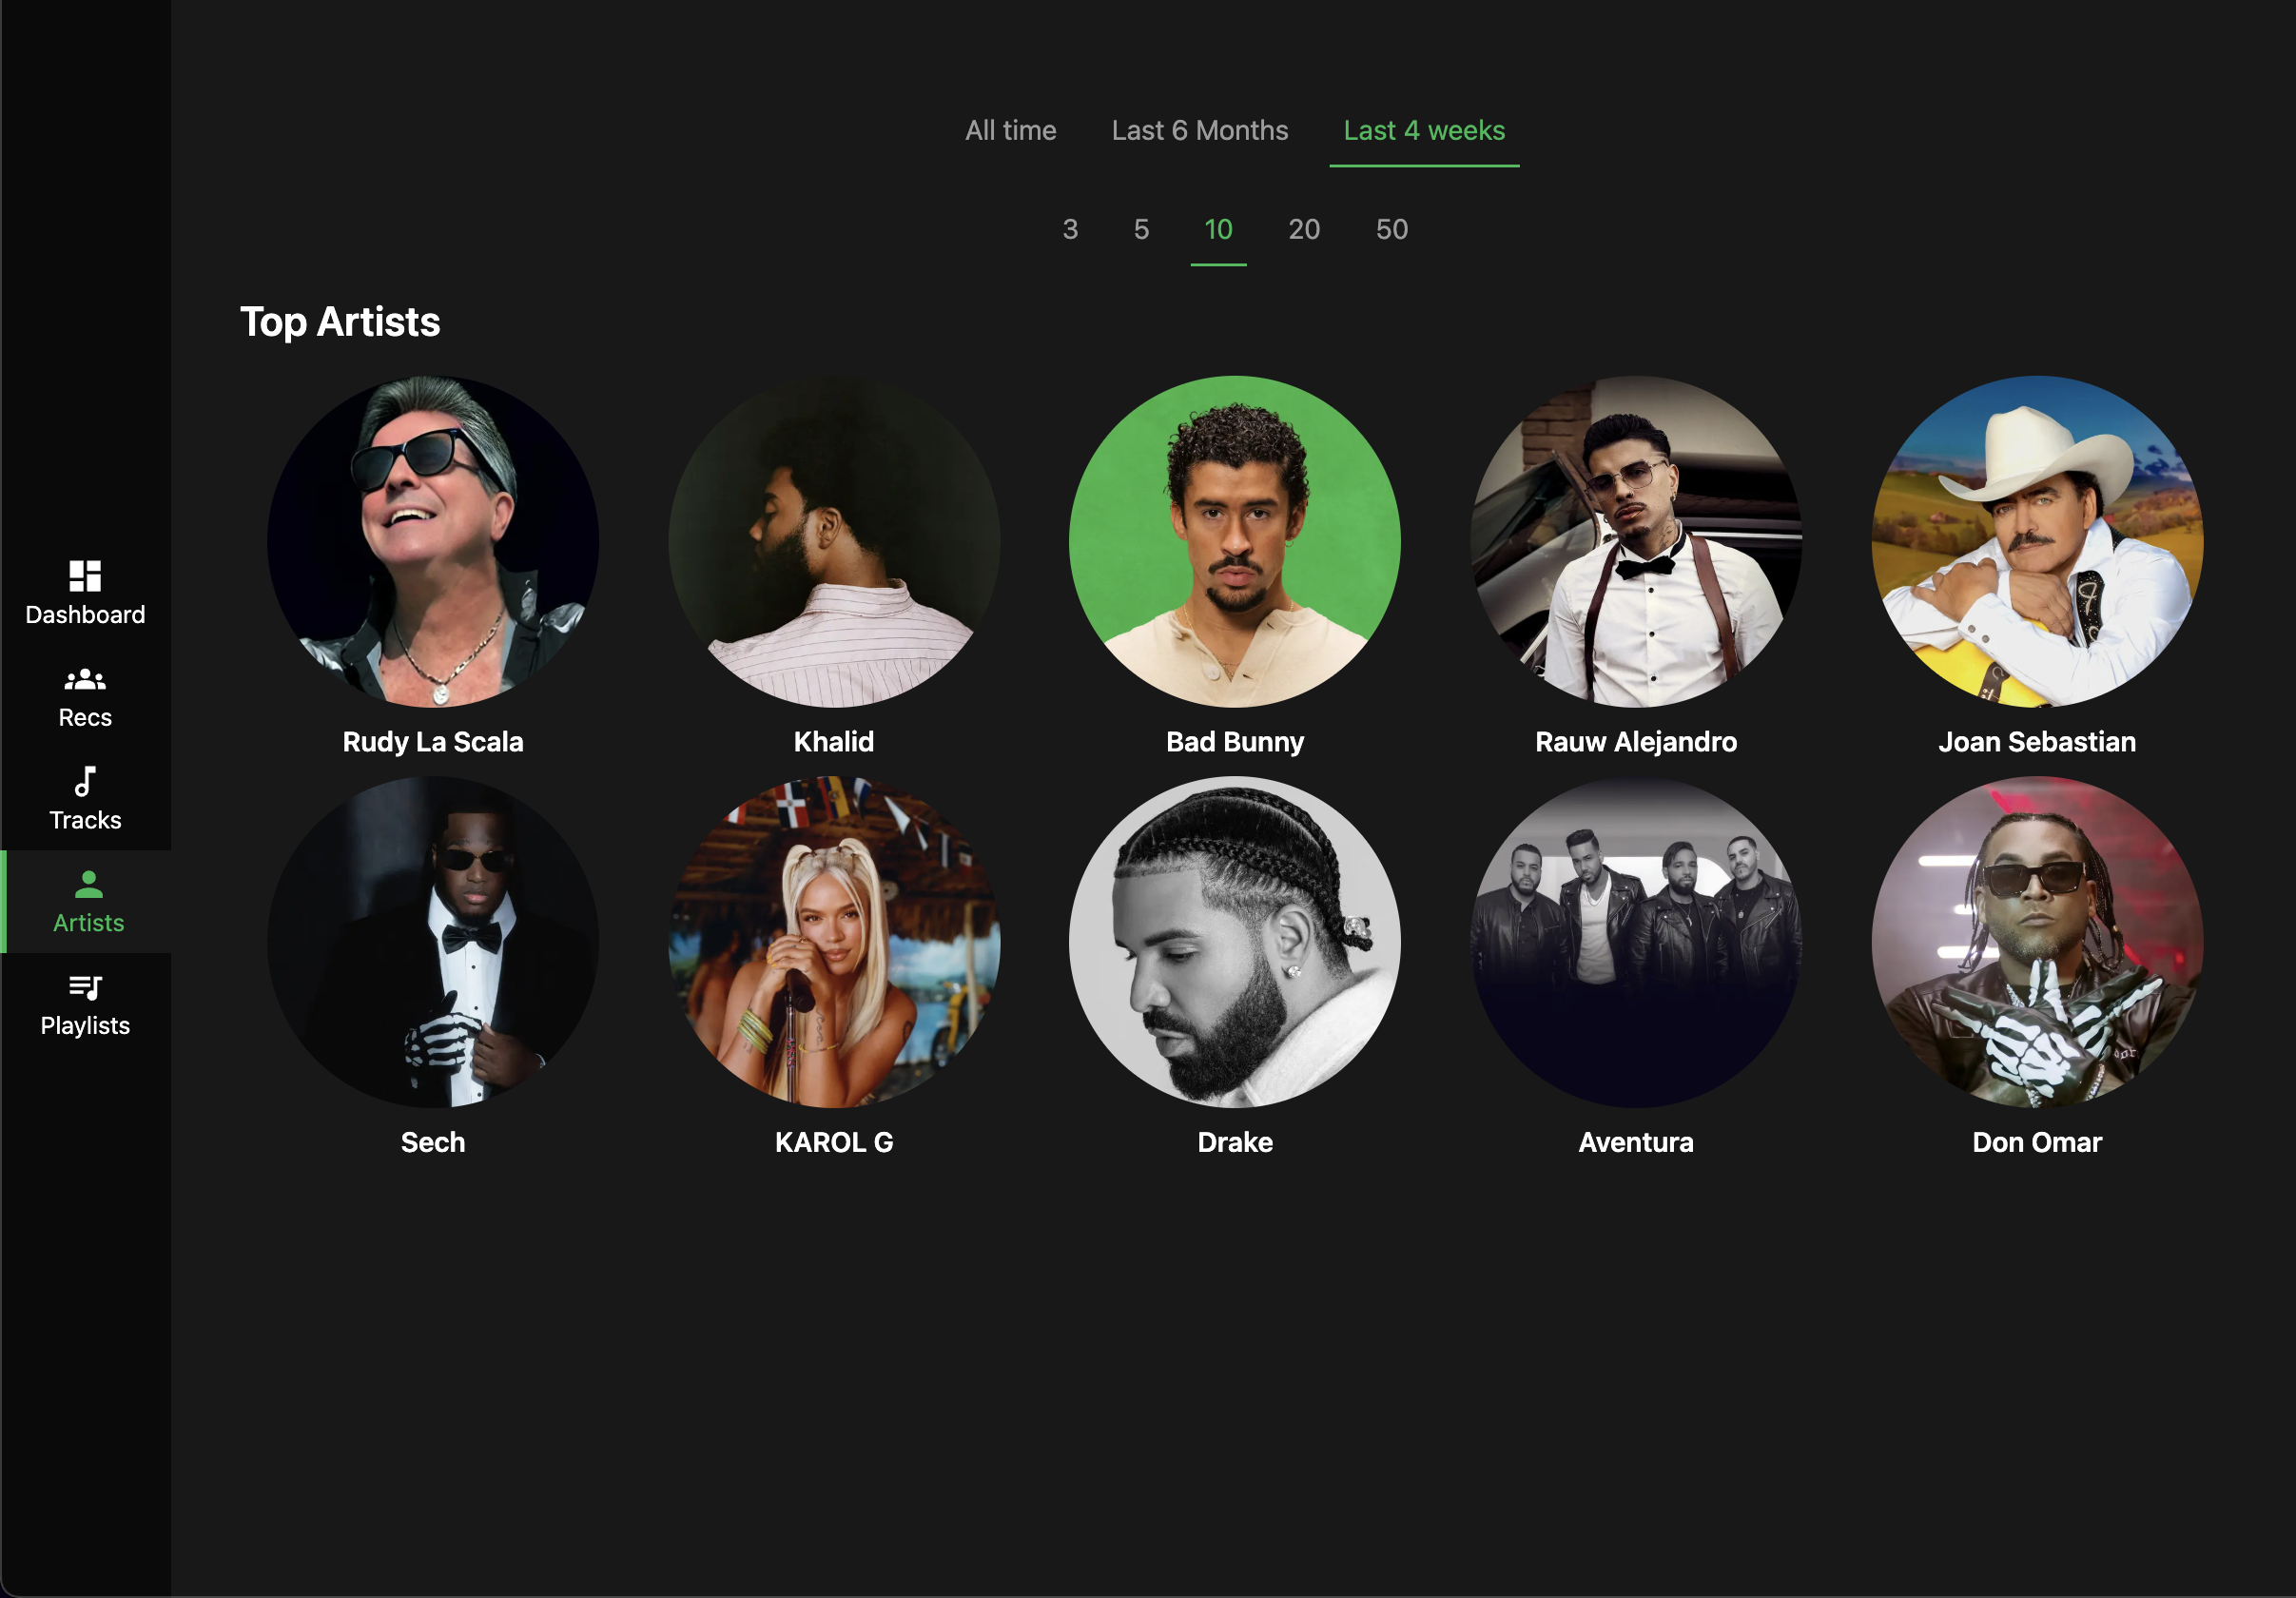 All time Last 6 Months Last 4 weeks
3 5 10 20 50
Top Artists
Rudy La Scala Khalid Bad Bunny Rauw Alejandro Joan Sebastian
Sech KAROL G Drake Aventura Don Omar
Dashboard
Recs
Tracks
Artists
Playlists